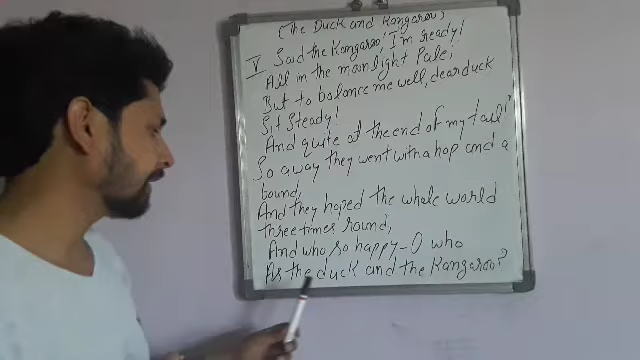 (The Duck and Kangaroo)
V Said the Kangaroo, I'm ready!
All in the moonlight Pale;
But to balance me well, dear duck
Sit Steady!
And quite at the end of my tail!
So away they went with a hop and a
bound,
And they hoped the whole world
three times round,
And who so happy – O who
As the duck and the Kangaroo?